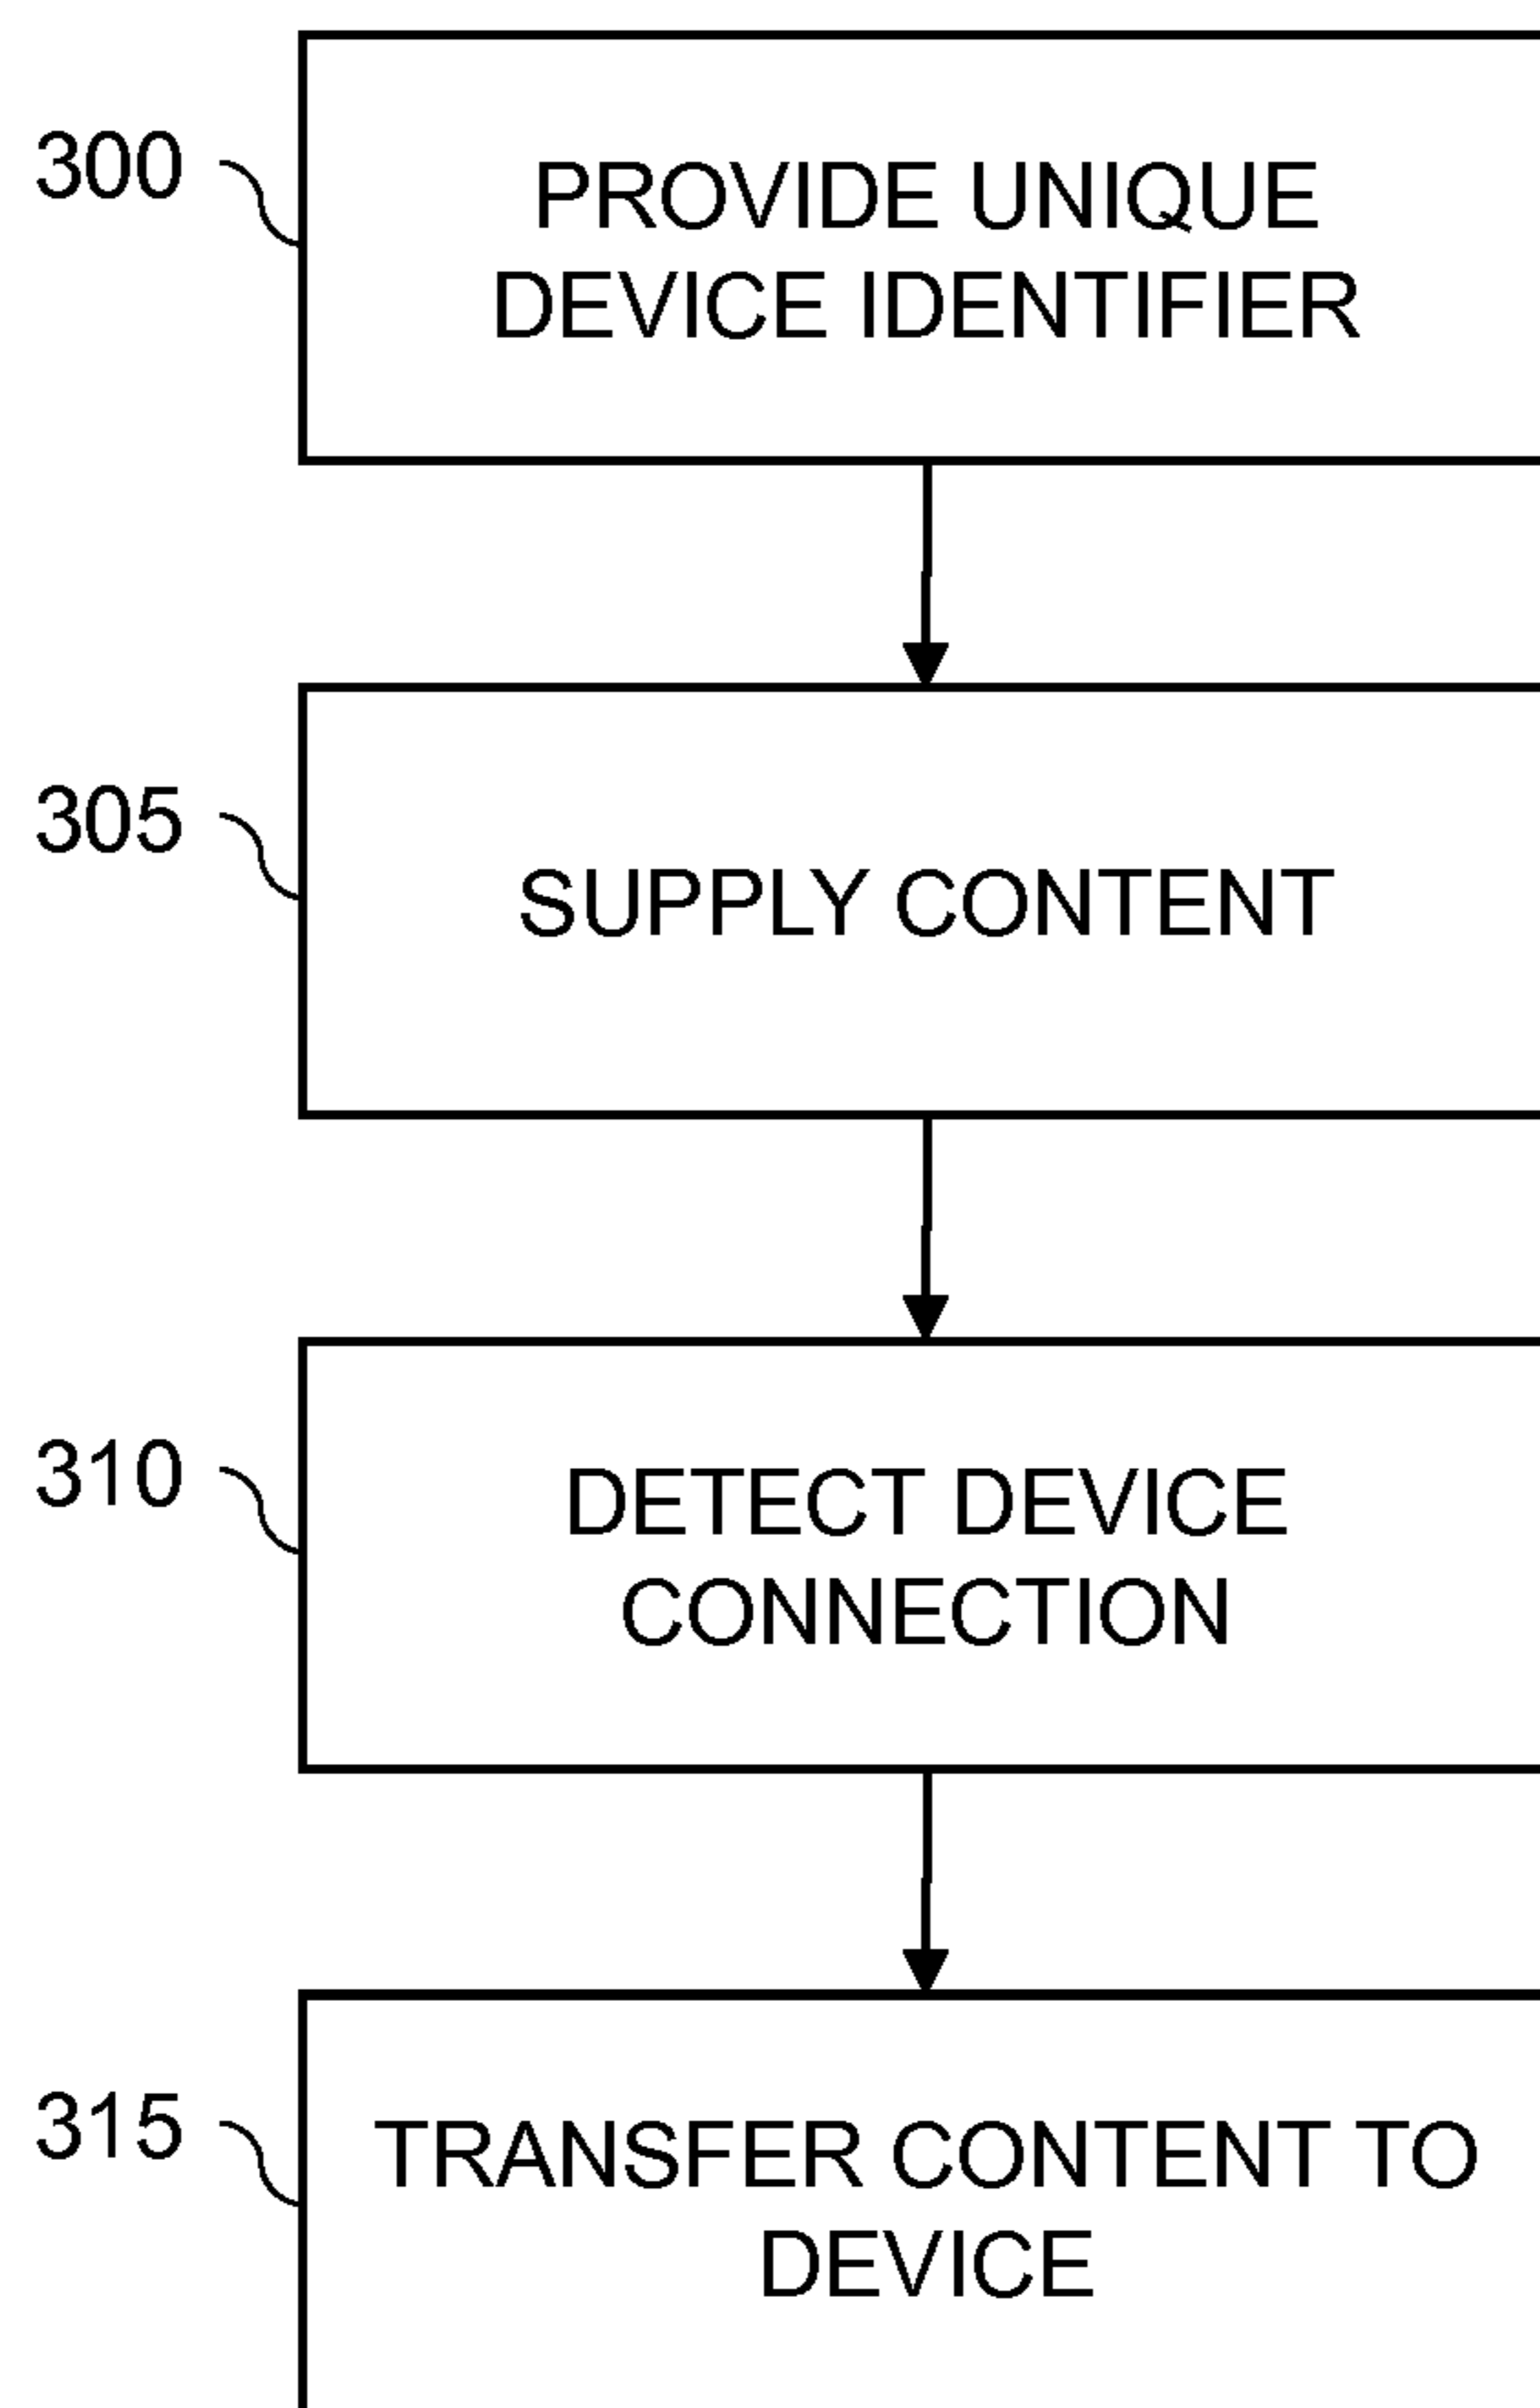 300
PROVIDE UNIQUE
DEVICE IDENTIFIER
305
SUPPLY CONTENT
310
DETECT DEVICE
CONNECTION
315
TRANSFER CONTENT TO
DEVICE